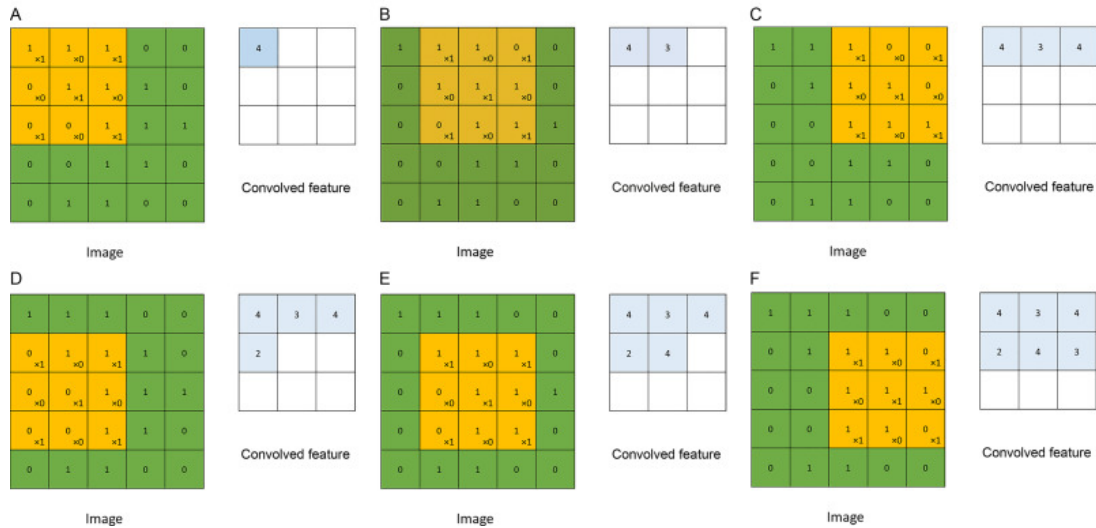 A
1×1 1×0 1×1 0 0
0×0 1×1 1×0 1 0
0×1 0×0 1×1 1 1
0 0 1 1 0
0 1 1 0 0
Image
4
Convolved feature
B
1 1×1 1×0 0×1 0
0 1×0 1×1 1×0 0
0 0×1 1×0 1×1 1
0 0 1 1 0
0 1 1 0 0
Image
4 3
Convolved feature
C
1 1 1×1 0×0 0×1
0 1 1×0 1×1 0×0
0 0 1×1 1×0 1×1
0 0 1 1 0
0 1 1 0 0
Image
4 3 4
Convolved feature
D
1 1 1 0 0
0×1 1×0 1×1 1 0
0×0 0×1 1×0 1 1
0×1 0×0 1×1 1 0
0 1 1 0 0
Image
4 3 4
2
Convolved feature
E
1 1 1 0 0
0 1×1 1×0 1×1 0
0 0×0 1×1 1×0 1
0 0×1 1×0 1×1 0
0 1 1 0 0
Image
4 3 4
2 4
Convolved feature
F
1 1 1 0 0
0 1 1×1 1×0 0×1
0 0 1×0 1×1 1×0
0 0 1×1 1×0 0×1
0 1 1 0 0
Image
4 3 4
2 4 3
Convolved feature